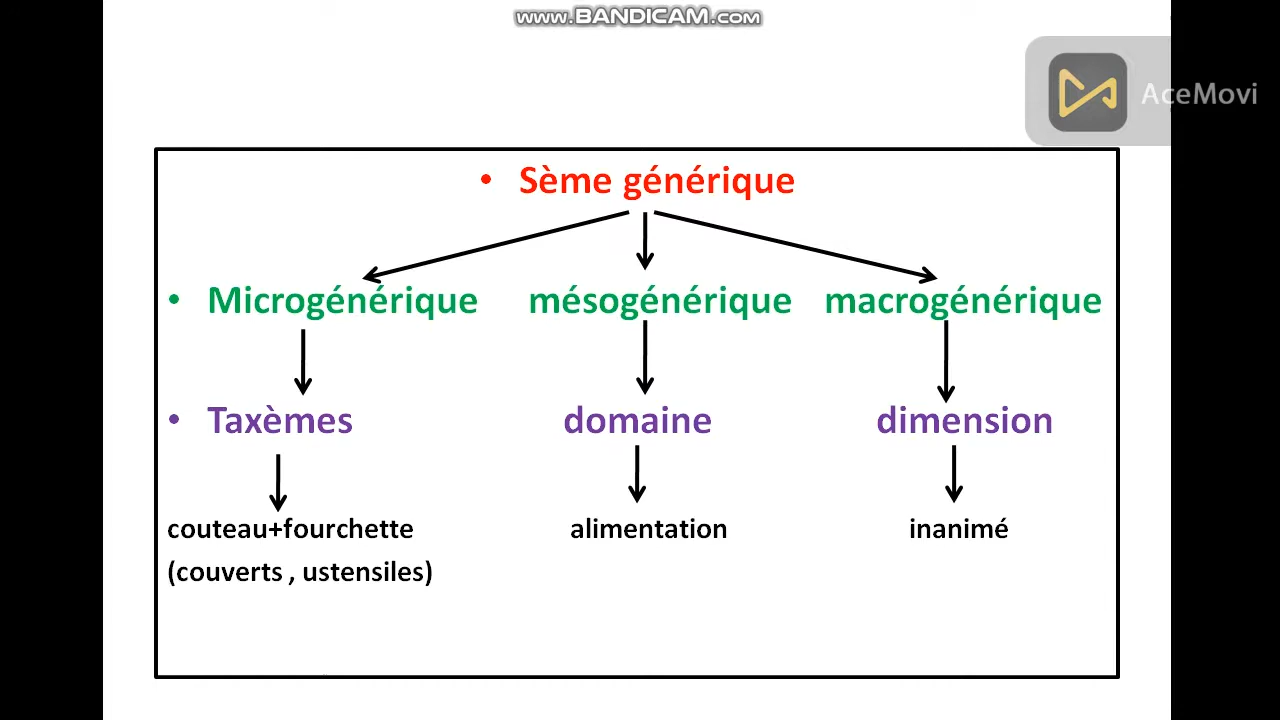 www.BANDICAM.com
AceMovi
• Sème générique
• Microgénérique mésogénérique macrogénérique
• Taxèmes domaine dimension
couteau+fourchette alimentation inanimé
(couverts , ustensiles)